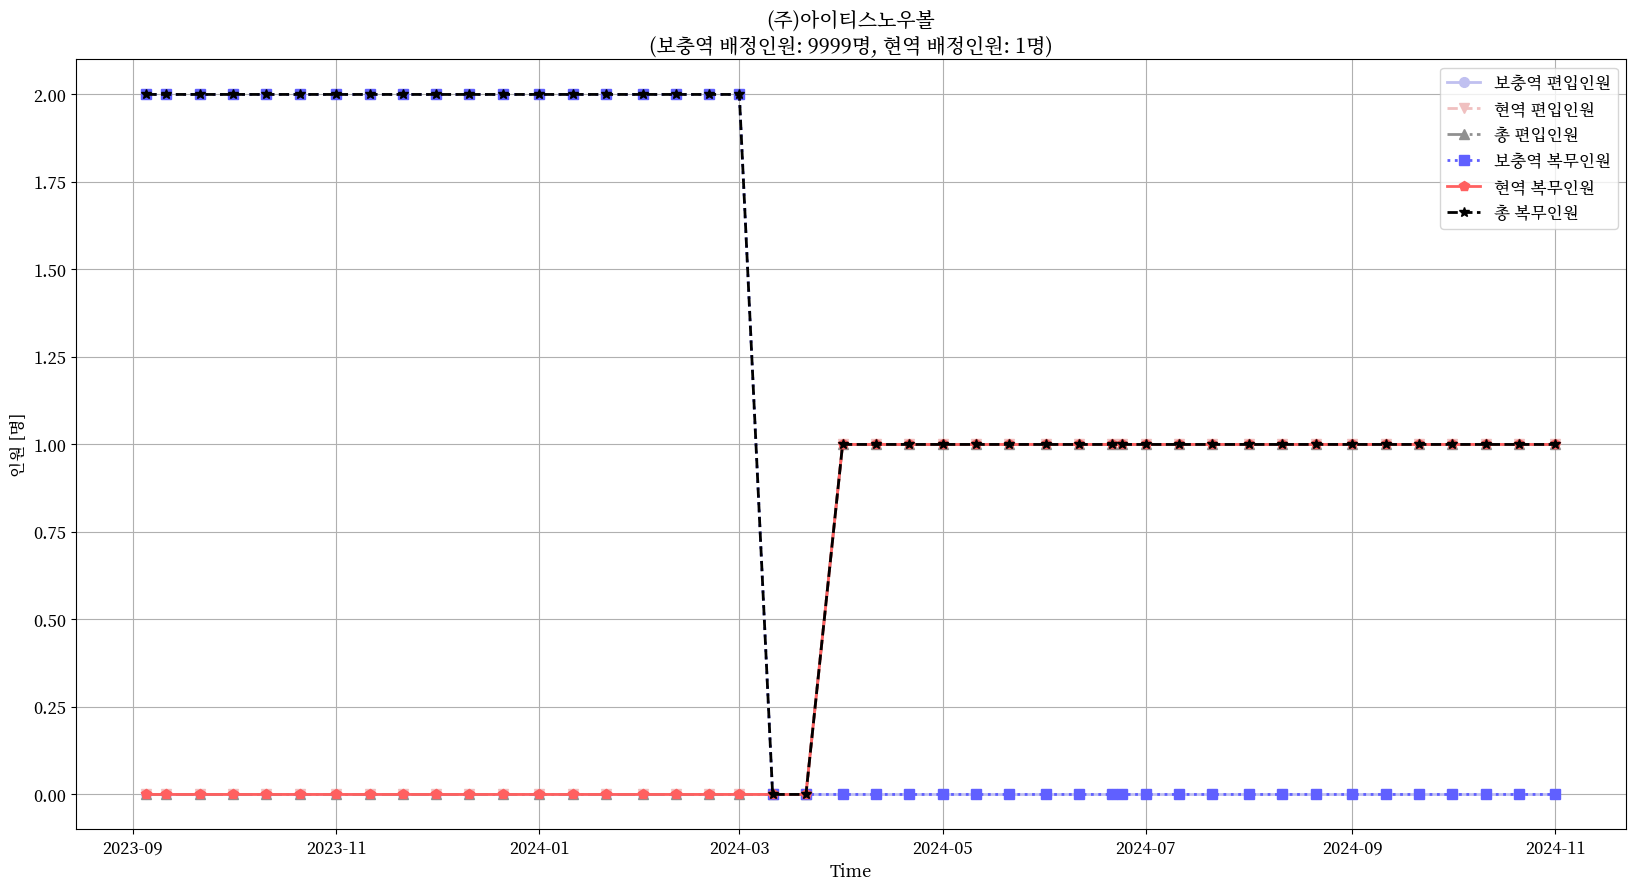 (주)아이티스노우볼
(보충역 배정인원: 9999명, 현역 배정인원: 1명)
보충역 편입인원
현역 편입인원
총 편입인원
보충역 복무인원
현역 복무인원
총 복무인원
2.00
1.75
1.50
1.25
1.00
0.75
0.50
0.25
0.00
인원 [명]
2023-09 2023-11 2024-01 2024-03 2024-05 2024-07 2024-09 2024-11
Time